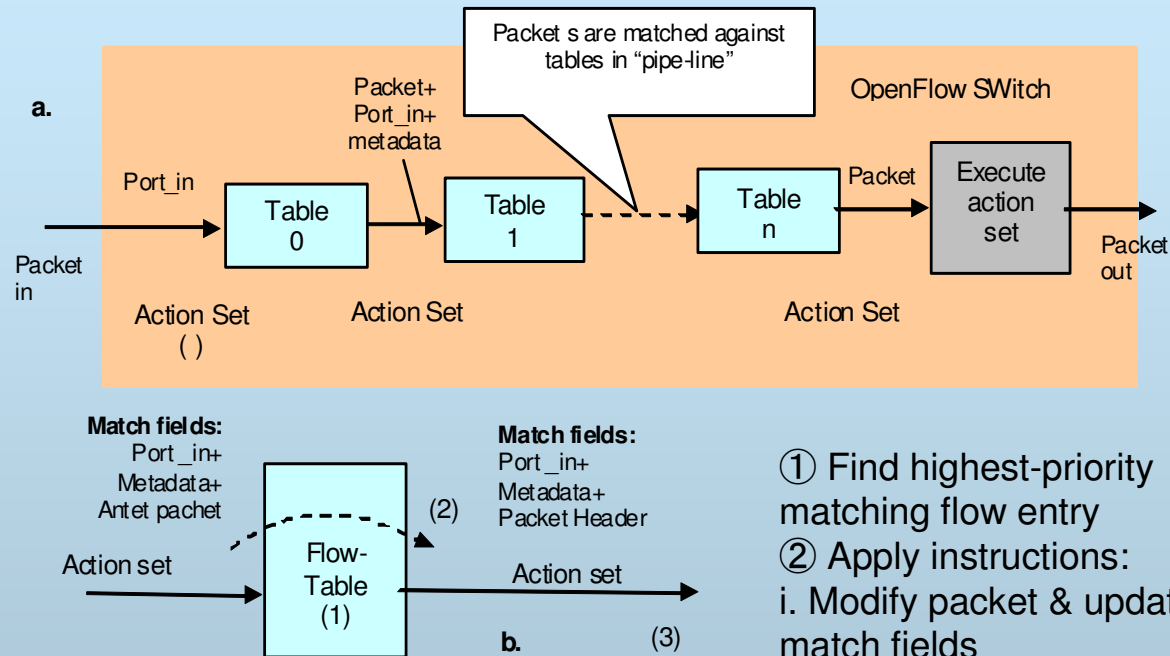 Packet s are matched against
tables in “pipe-line”
OpenFlow SWitch
a.
Packet+
Port_in+
metadata
Port_in
Table
0
Table
1
Table
n
Packet
Execute
action
set
Packet
in
Packet
out
Action Set
( )
Action Set
Action Set
Match fields:
Port_in+
Metadata+
Antet pachet
Match fields:
Port_in+
Metadata+
Packet Header
(2)
Action set
Flow-
Table
(1)
Action set
b.
(3)
① Find highest-priority
matching flow entry
② Apply instructions:
i. Modify packet & updat
match fields